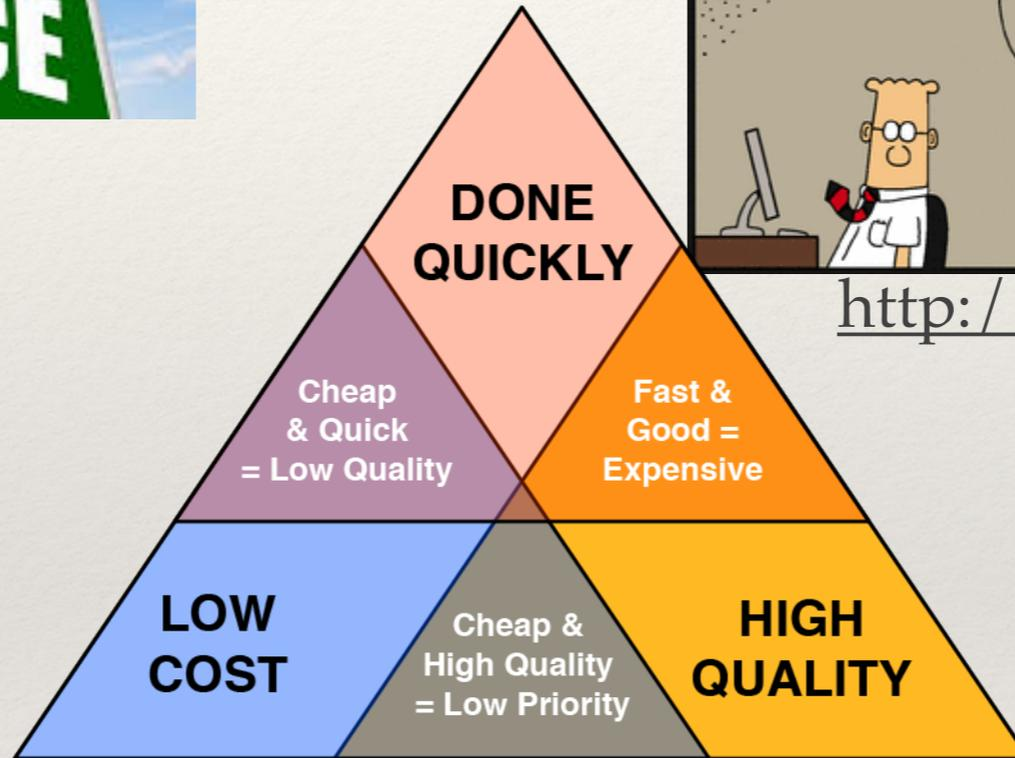 CE
DONE
QUICKLY
http:/
Cheap
& Quick
= Low Quality
Fast &
Good =
Expensive
LOW
COST
Cheap &
High Quality
= Low Priority
HIGH
QUALITY